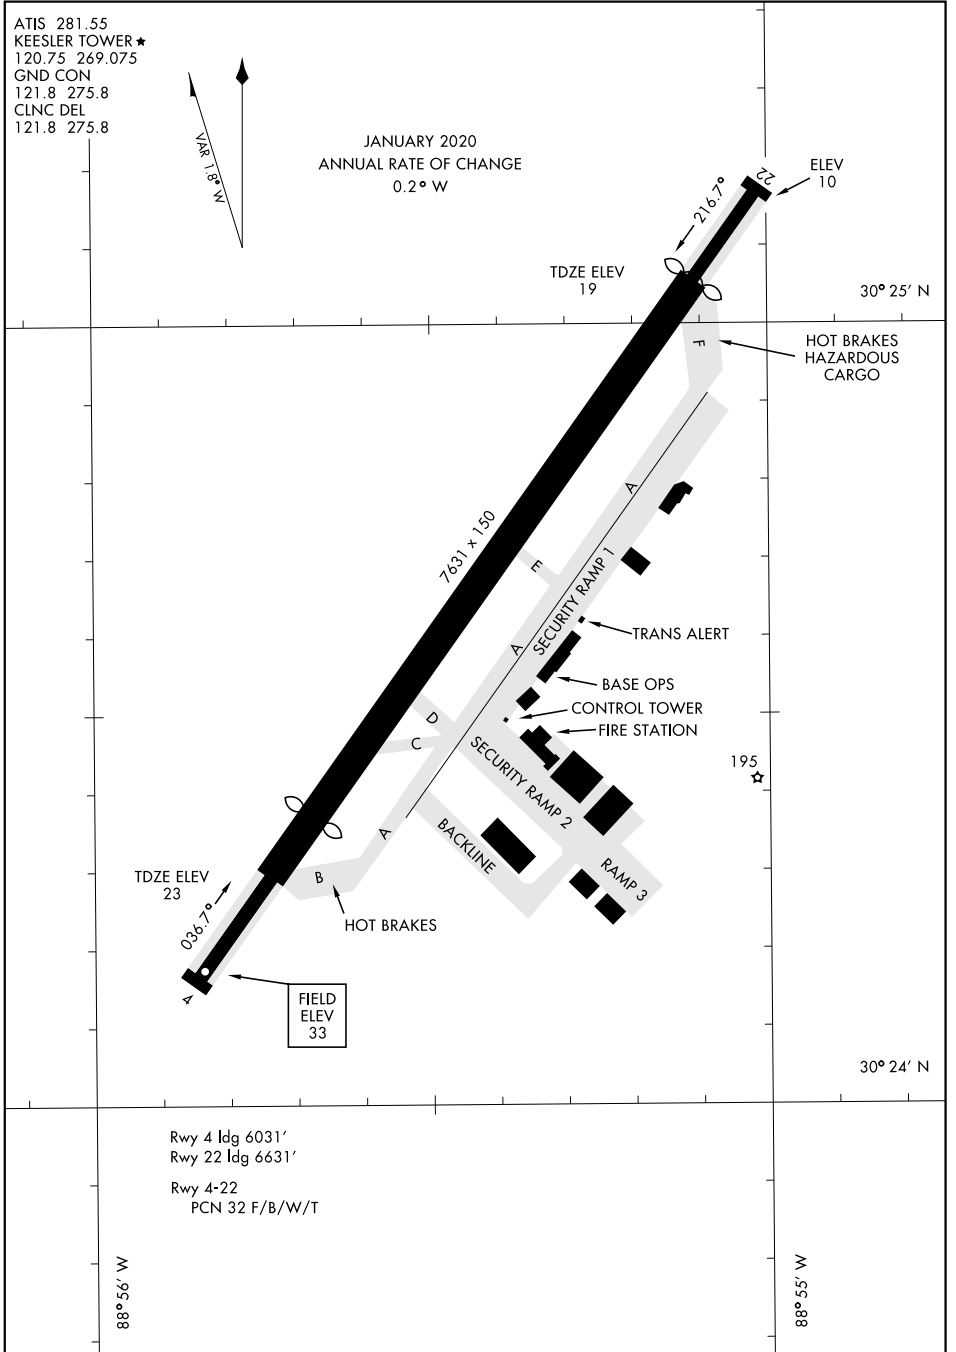 ATIS 281.55
KEESLER TOWER★
120.75 269.075
GND CON
121.8 275.8
CLNC DEL
121.8 275.8
VAR 1.8° W
JANUARY 2020
ANNUAL RATE OF CHANGE
0.2° W
22
ELEV
10
216.7°
TDZE ELEV
19
30° 25' N
F
HOT BRAKES
HAZARDOUS
CARGO
A
7631 x 150
E
SECURITY RAMP 1
TRANS ALERT
A
BASE OPS
CONTROL TOWER
FIRE STATION
D
C
195
SECURITY RAMP 2
A
BACKLINE
RAMP 3
B
TDZE ELEV
23
036.7°
HOT BRAKES
4
FIELD
ELEV
33
30° 24' N
Rwy 4 ldg 6031'
Rwy 22 ldg 6631'
Rwy 4-22
PCN 32 F/B/W/T
88° 56' W
88° 55' W